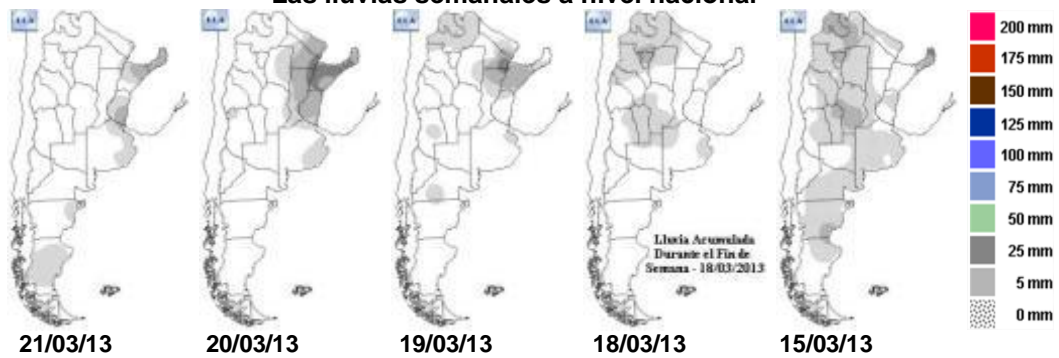 Las lluvias semanales a nivel nacional
200 mm
175 mm
150 mm
125 mm
100 mm
75 mm
50 mm
25 mm
5 mm
0 mm
Lluvia Acumulada
Durante el Fin de
Semana - 18/03/2013
21/03/13 20/03/13 19/03/13 18/03/13 15/03/13